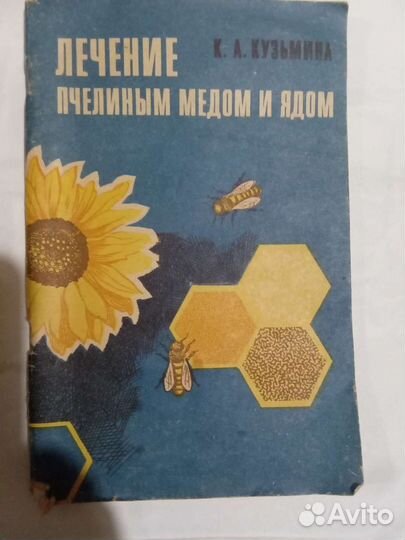 К. А. КУЗЬМИНА
ЛЕЧЕНИЕ
ПЧЕЛИНЫМ МЕДОМ И ЯДОМ
Avito